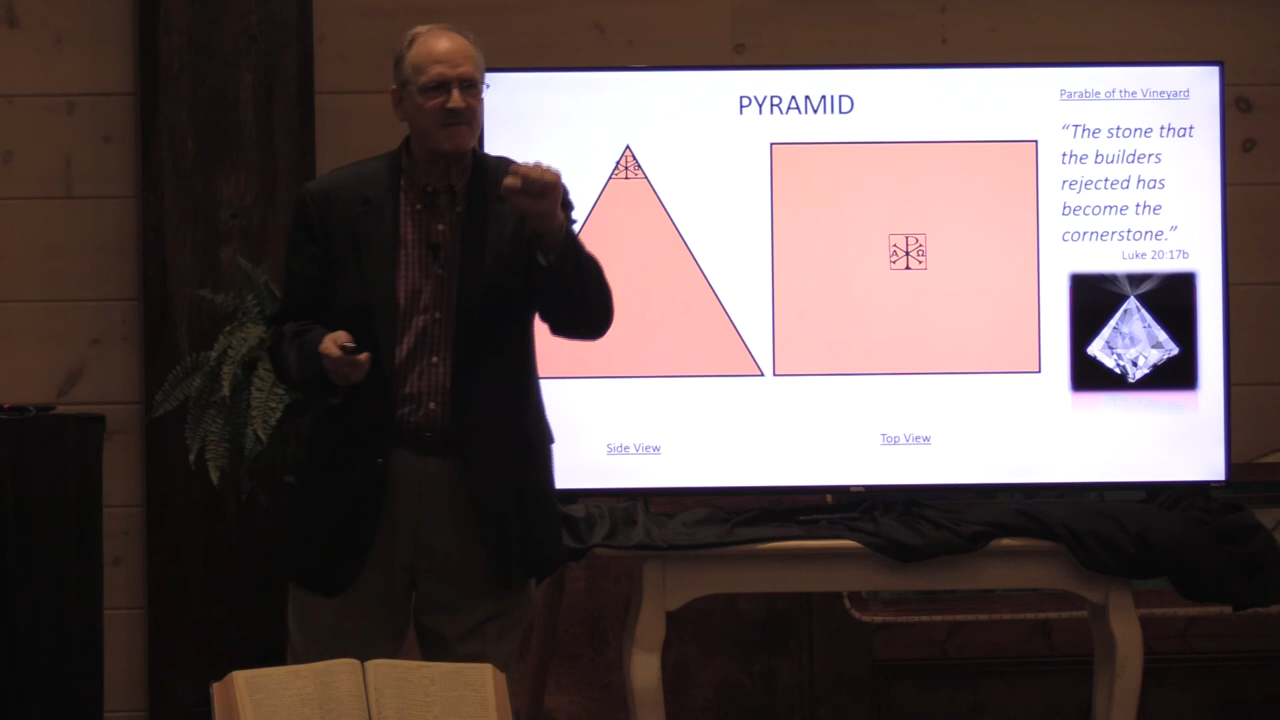 PYRAMID
Parable of the Vineyard
“The stone that
the builders
rejected has
become the
cornerstone.”
Luke 20:17b
Α Ρ Ω
Α Ρ Ω
Side View
Top View